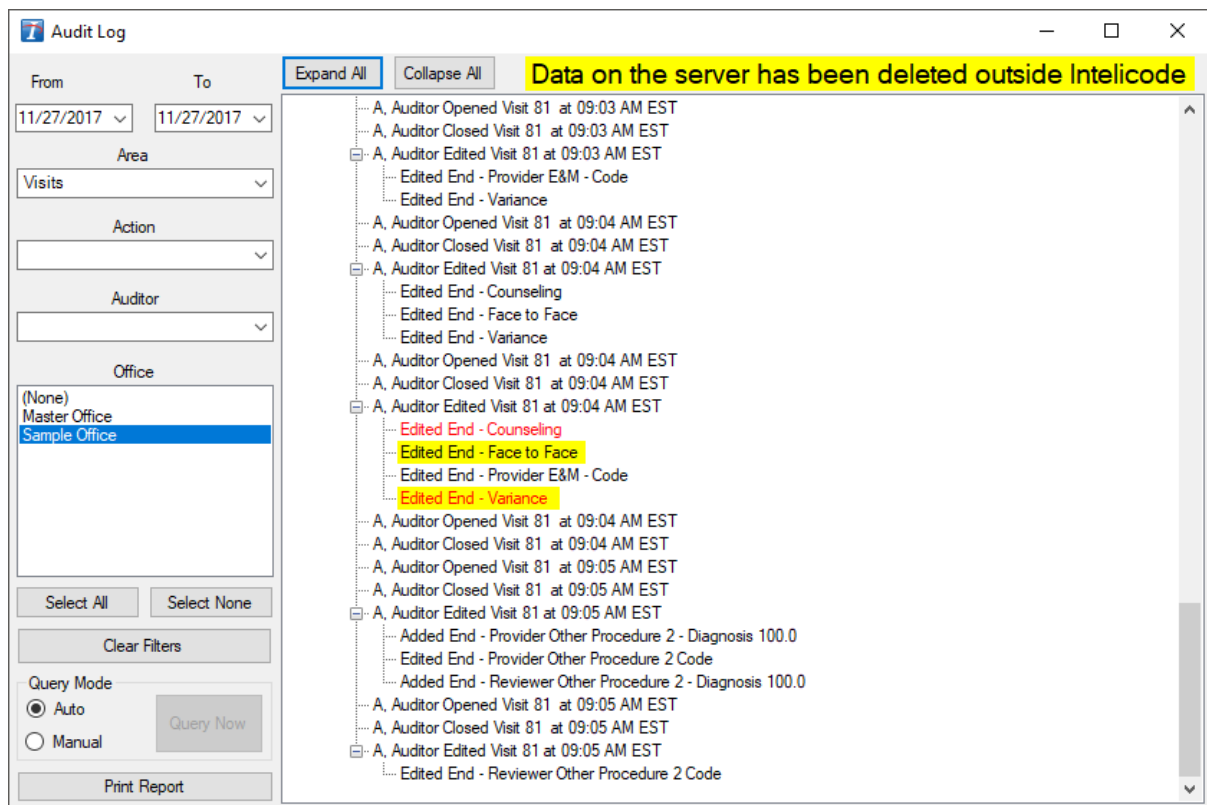 Audit Log
From To
11/27/2017 11/27/2017
Area
Visits
Action
Auditor
Office
(None)
Master Office
Sample Office
Select All Select None
Clear Filters
Query Mode
Auto
Manual
Query Now
Print Report
Expand All Collapse All Data on the server has been deleted outside Intelicode
A, Auditor Opened Visit 81 at 09:03 AM EST
A, Auditor Closed Visit 81 at 09:03 AM EST
A, Auditor Edited Visit 81 at 09:03 AM EST
Edited End - Provider E&M - Code
Edited End - Variance
A, Auditor Opened Visit 81 at 09:04 AM EST
A, Auditor Closed Visit 81 at 09:04 AM EST
A, Auditor Edited Visit 81 at 09:04 AM EST
Edited End - Counseling
Edited End - Face to Face
Edited End - Variance
A, Auditor Opened Visit 81 at 09:04 AM EST
A, Auditor Closed Visit 81 at 09:04 AM EST
A, Auditor Edited Visit 81 at 09:04 AM EST
Edited End - Counseling
Edited End - Face to Face
Edited End - Provider E&M - Code
Edited End - Variance
A, Auditor Opened Visit 81 at 09:04 AM EST
A, Auditor Closed Visit 81 at 09:04 AM EST
A, Auditor Opened Visit 81 at 09:05 AM EST
A, Auditor Closed Visit 81 at 09:05 AM EST
A, Auditor Edited Visit 81 at 09:05 AM EST
Added End - Provider Other Procedure 2 - Diagnosis 100.0
Edited End - Provider Other Procedure 2 Code
Added End - Reviewer Other Procedure 2 - Diagnosis 100.0
A, Auditor Opened Visit 81 at 09:05 AM EST
A, Auditor Closed Visit 81 at 09:05 AM EST
A, Auditor Edited Visit 81 at 09:05 AM EST
Edited End - Reviewer Other Procedure 2 Code